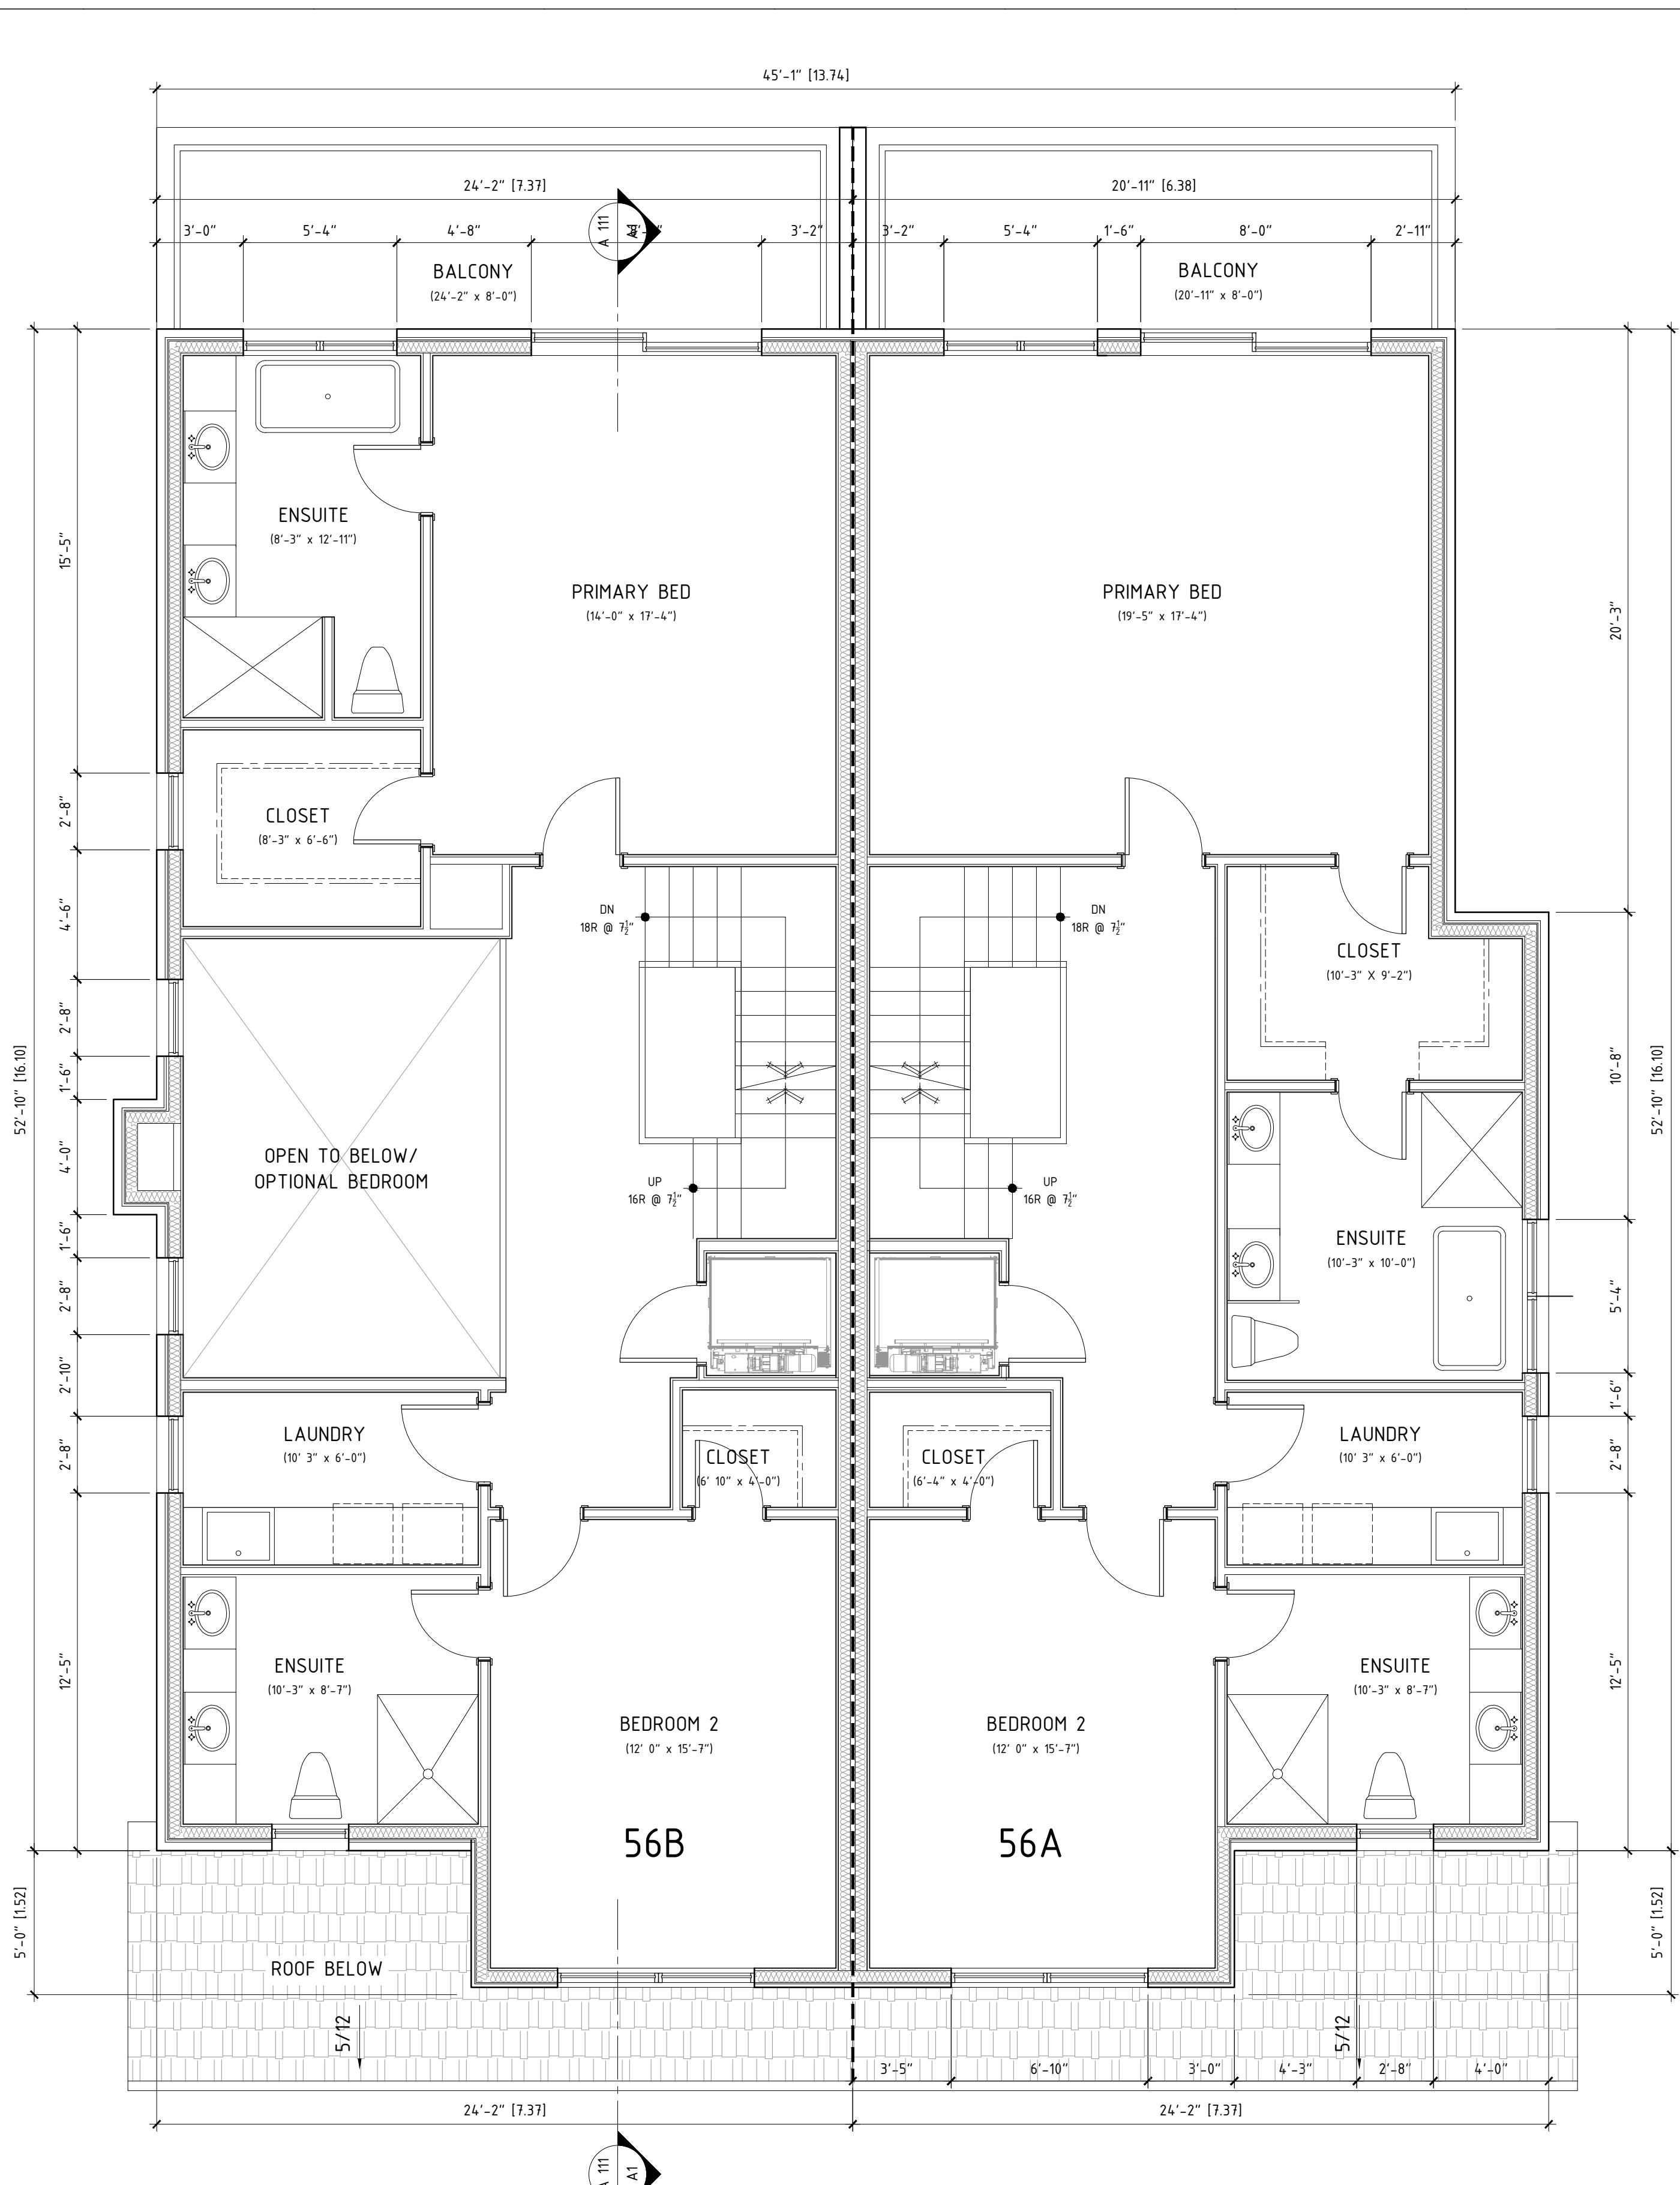 45'-1" [13.74]
24'-2" [7.37]
20'-11" [6.38]
3'-0"
5'-4"
4'-8"
A 111
A1
3'-2"
3'-2"
5'-4"
1'-6"
8'-0"
2'-11"
BALCONY
(24'-2" x 8'-0")
BALCONY
(20'-11" x 8'-0")
15'-5"
2'-8"
4'-6"
2'-8"
1'-6"
4'-0"
1'-6"
2'-8"
2'-10"
2'-8"
12'-5"
52'-10" [16.10]
5'-0" [1.52]
ENSUITE
(8'-3" x 12'-11")
PRIMARY BED
(14'-0" x 17'-4")
PRIMARY BED
(19'-5" x 17'-4")
CLOSET
(8'-3" x 6'-6")
DN
18R @ 7½"
DN
18R @ 7½"
CLOSET
(10'-3" X 9'-2")
OPEN TO BELOW/
OPTIONAL BEDROOM
UP
16R @ 7½"
UP
16R @ 7½"
ENSUITE
(10'-3" x 10'-0")
LAUNDRY
(10' 3" x 6'-0")
CLOSET
(6' 10" x 4'-0")
CLOSET
(6'-4" x 4'-0")
LAUNDRY
(10' 3" x 6'-0")
ENSUITE
(10'-3" x 8'-7")
BEDROOM 2
(12' 0" x 15'-7")
BEDROOM 2
(12' 0" x 15'-7")
ENSUITE
(10'-3" x 8'-7")
56B
56A
20'-3"
10'-8"
5'-4"
1'-6"
2'-8"
12'-5"
52'-10" [16.10]
5'-0" [1.52]
ROOF BELOW
5/12
5/12
3'-5"
6'-10"
3'-0"
4'-3"
2'-8"
4'-0"
24'-2" [7.37]
24'-2" [7.37]
A 111
A1